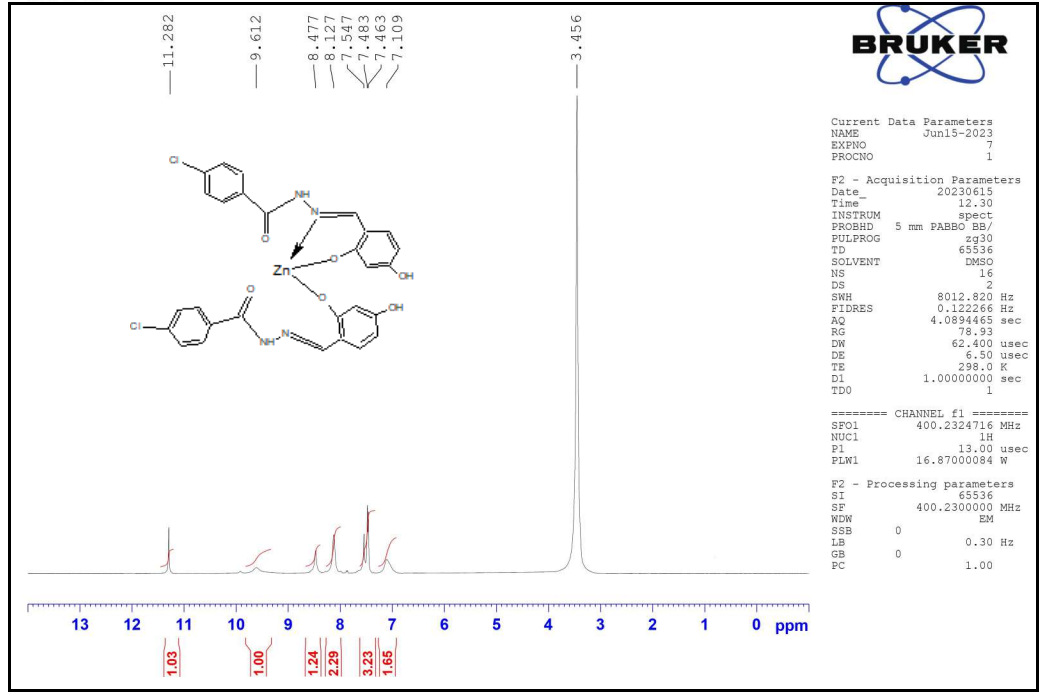 11.282
9.612
8.477
8.127
7.547
7.483
7.463
7.109
3.456
BRUKER
Current Data Parameters
NAME Jun15-2023
EXPNO 7
PROCNO 1
F2 - Acquisition Parameters
Date_ 20230615
Time 12.30
INSTRUM spect
PROBHD 5 mm PABBO BB/
PULPROG zg30
TD 65536
SOLVENT DMSO
NS 16
DS 2
SWH 8012.820 Hz
FIDRES 0.122266 Hz
AQ 4.0894465 sec
RG 78.93
DW 62.400 usec
DE 6.50 usec
TE 298.0 K
D1 1.00000000 sec
TD0 1
======== CHANNEL f1 ========
SFO1 400.2324716 MHz
NUC1 1H
P1 13.00 usec
PLW1 16.87000084 W
F2 - Processing parameters
SI 65536
SF 400.2300000 MHz
WDW EM
SSB 0
LB 0.30 Hz
GB 0
PC 1.00
Cl
NH
N
O
O
OH
Zn
O
O
OH
Cl
NH
N
13 12 11 10 9 8 7 6 5 4 3 2 1 0 ppm
1.03
1.00
1.24
2.29
3.23
1.65